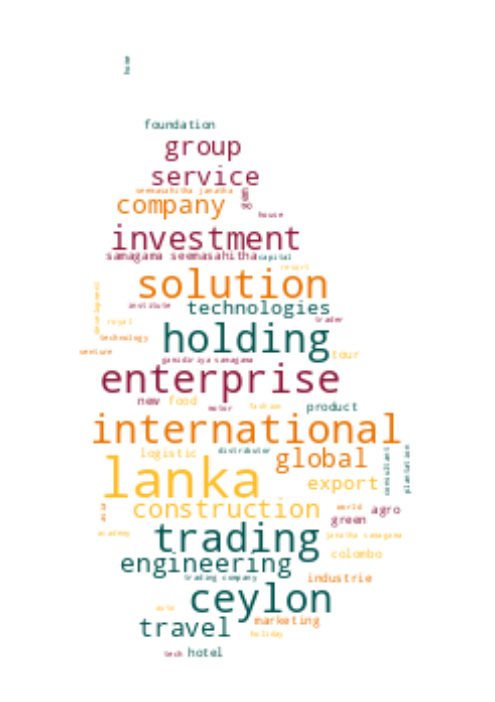 home
foundation
group
service
seemasahitha janatha
company
house
investment
samagama seemasahitha
capital
resort
solution
development
institute
technologies
royal
trader
technology
holding
venture
tour
gamidiriya samagama
enterprise
new
food
motor
fashion
product
international
logistic
distributor
global
consultant
plantation
lanka
export
asia
construction
world
agro
green
trading
academy
janatha samagama
colombo
engineering
trading company
industrie
ceylon
auto
marketing
travel
holiday
tech
hotel